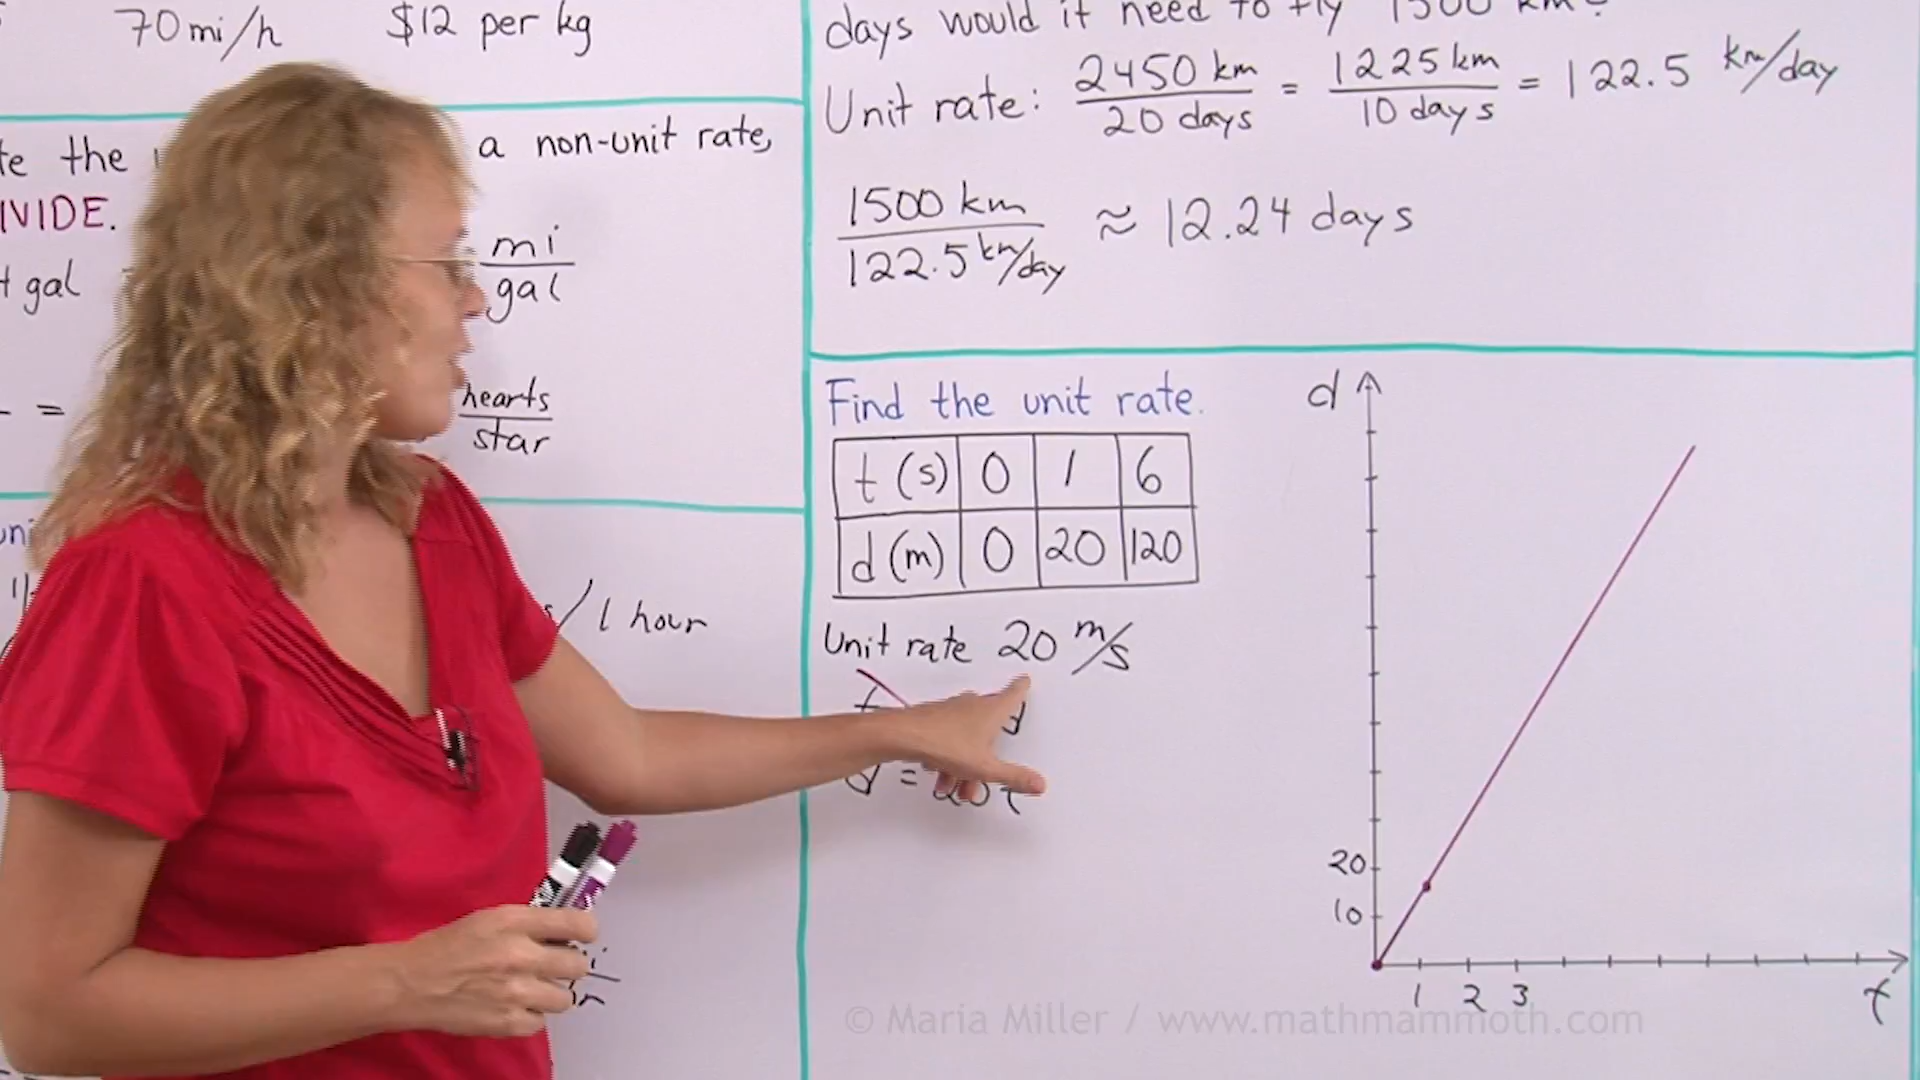 70 mi/h $12 per kg
te the a non-unit rate,
IVIDE.
gal mi/gal
= hearts/star
uni
/ 1 hour
days would it need to fly 1500 km?
Unit rate: 2450 km/20 days = 1225 km/10 days = 122.5 km/day
1500 km/122.5 km/day ≈ 12.24 days
Find the unit rate.
t (s) 0 1 6
d (m) 0 20 120
Unit rate 20 m/s
d = 20t
d
20
10
1 2 3 t
© Maria Miller / www.mathmammoth.com